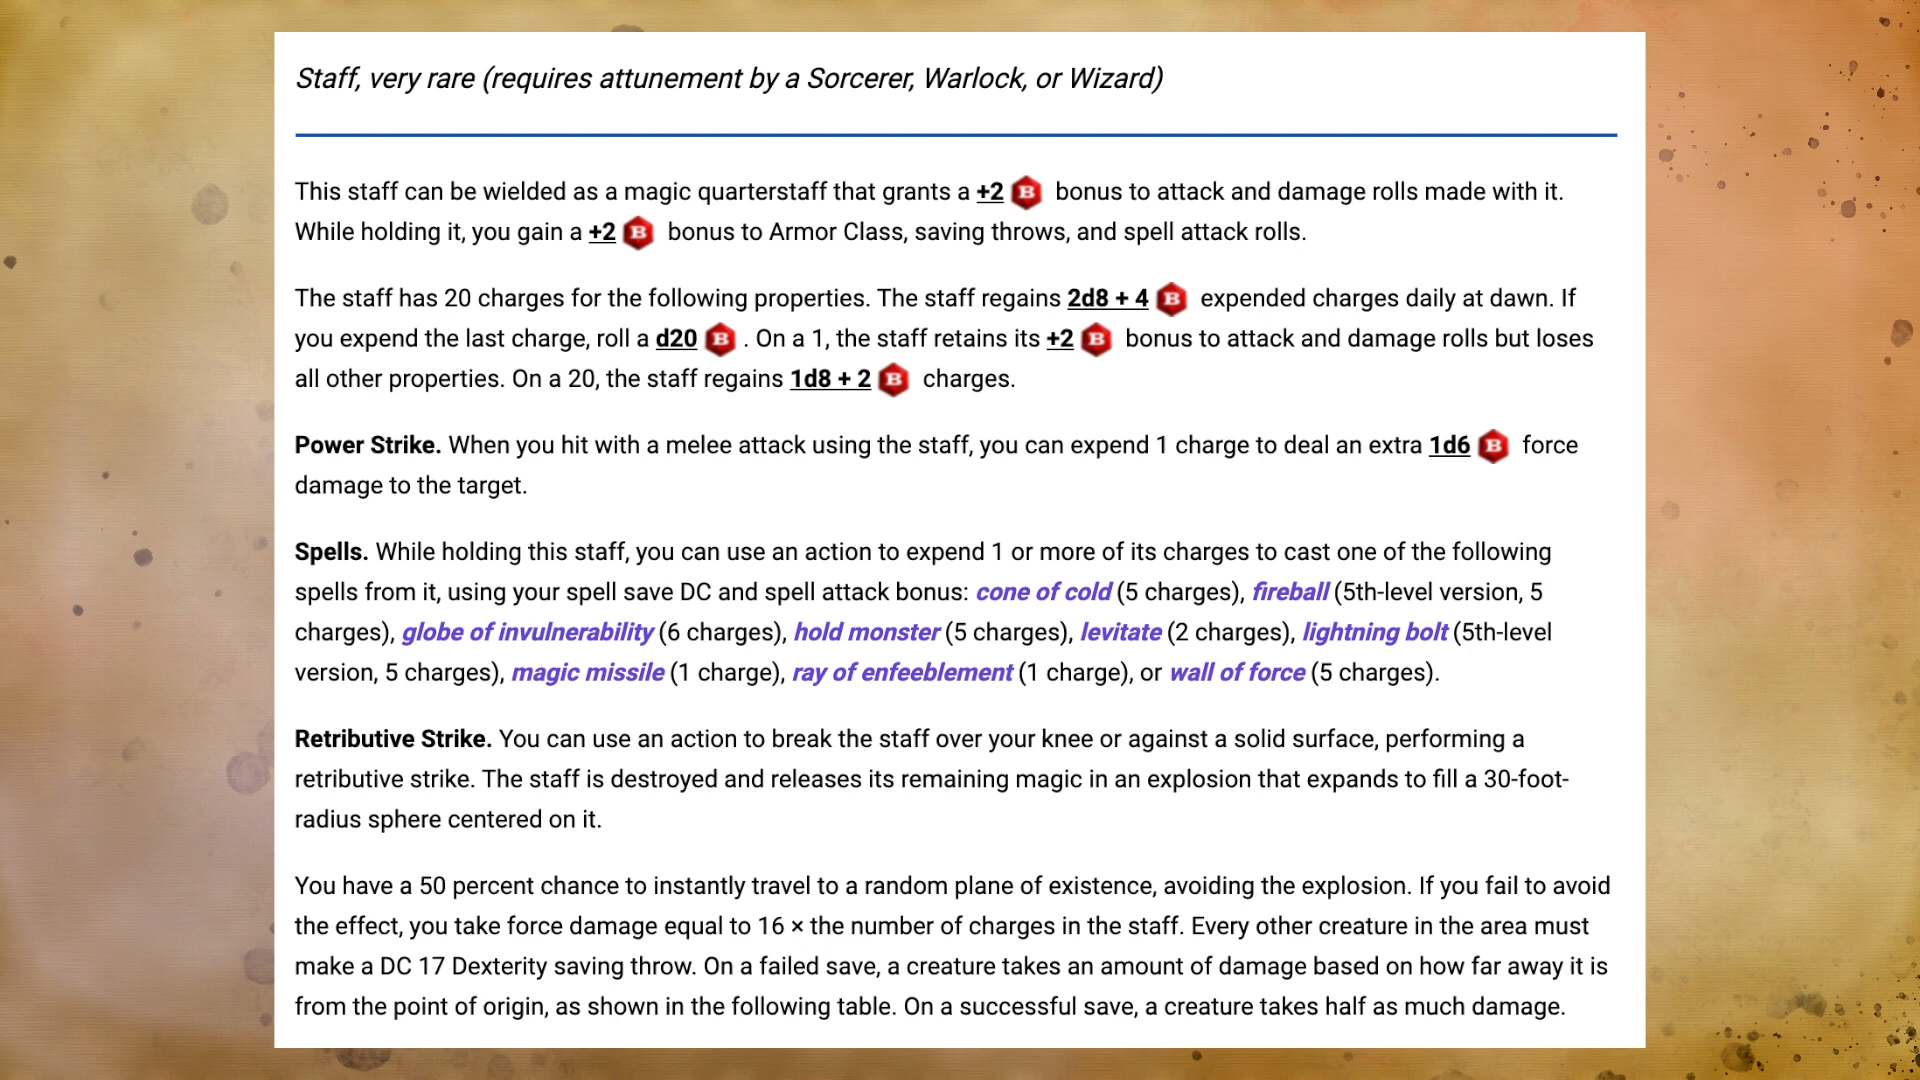 Staff, very rare (requires attunement by a Sorcerer, Warlock, or Wizard)
This staff can be wielded as a magic quarterstaff that grants a +2 B bonus to attack and damage rolls made with it.
While holding it, you gain a +2 B bonus to Armor Class, saving throws, and spell attack rolls.
The staff has 20 charges for the following properties. The staff regains 2d8 + 4 B expended charges daily at dawn. If
you expend the last charge, roll a d20 B . On a 1, the staff retains its +2 B bonus to attack and damage rolls but loses
all other properties. On a 20, the staff regains 1d8 + 2 B charges.
Power Strike. When you hit with a melee attack using the staff, you can expend 1 charge to deal an extra 1d6 B force
damage to the target.
Spells. While holding this staff, you can use an action to expend 1 or more of its charges to cast one of the following
spells from it, using your spell save DC and spell attack bonus: cone of cold (5 charges), fireball (5th-level version, 5
charges), globe of invulnerability (6 charges), hold monster (5 charges), levitate (2 charges), lightning bolt (5th-level
version, 5 charges), magic missile (1 charge), ray of enfeeblement (1 charge), or wall of force (5 charges).
Retributive Strike. You can use an action to break the staff over your knee or against a solid surface, performing a
retributive strike. The staff is destroyed and releases its remaining magic in an explosion that expands to fill a 30-foot-
radius sphere centered on it.
You have a 50 percent chance to instantly travel to a random plane of existence, avoiding the explosion. If you fail to avoid
the effect, you take force damage equal to 16 × the number of charges in the staff. Every other creature in the area must
make a DC 17 Dexterity saving throw. On a failed save, a creature takes an amount of damage based on how far away it is
from the point of origin, as shown in the following table. On a successful save, a creature takes half as much damage.